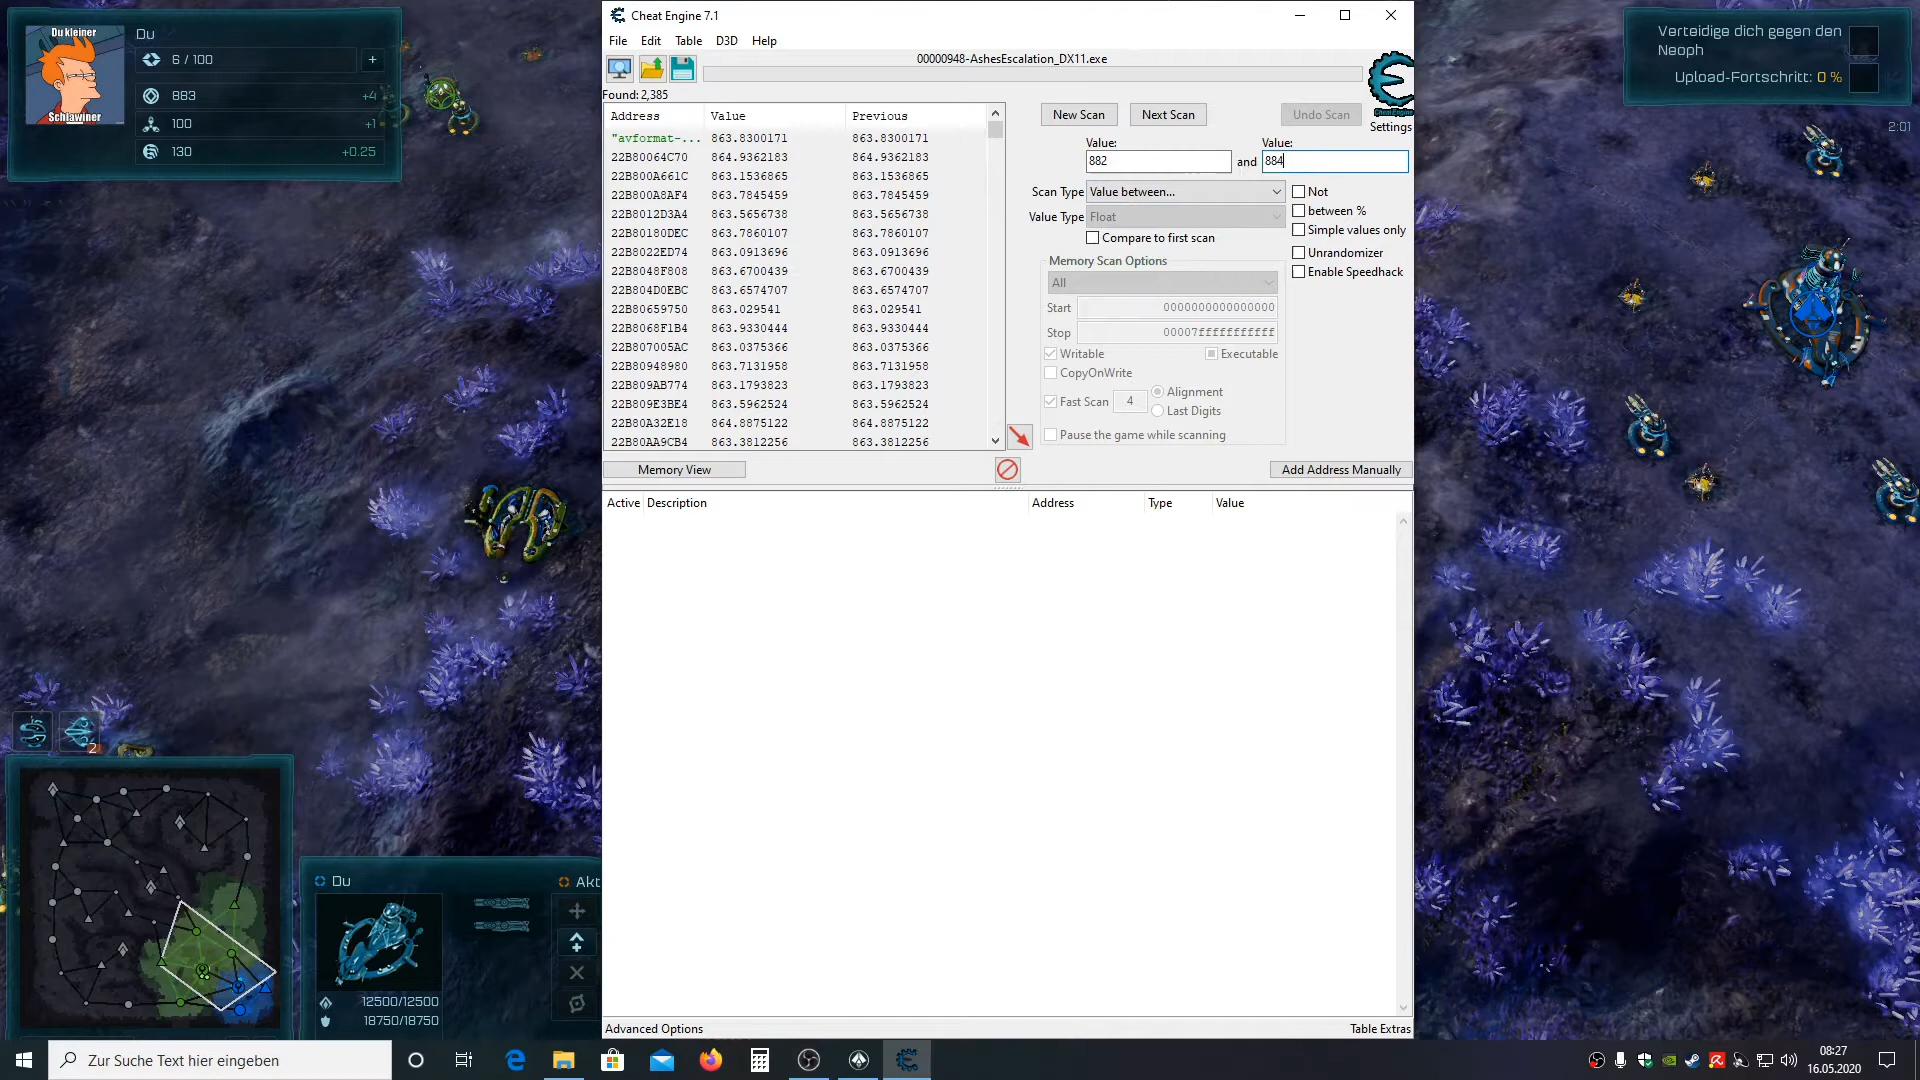 Du kleiner
Schlawiner
Du
6 / 100
+
883
+4
100
+1
130
+0.25
Cheat Engine 7.1
File Edit Table D3D Help
00000948-AshesEscalation_DX11.exe
Found: 2,385
Address Value Previous
"avformat-... 863.8300171 863.8300171
22B80064C70 864.9362183 864.9362183
22B800A661C 863.1536865 863.1536865
22B800A8AF4 863.7845459 863.7845459
22B8012D3A4 863.5656738 863.5656738
22B80180DEC 863.7860107 863.7860107
22B8022ED74 863.0913696 863.0913696
22B8048F808 863.6700439 863.6700439
22B804D0EBC 863.6574707 863.6574707
22B80659750 863.029541 863.029541
22B8068F1B4 863.9330444 863.9330444
22B807005AC 863.0375366 863.0375366
22B80948980 863.7131958 863.7131958
22B809AB774 863.1793823 863.1793823
22B809E3BE4 863.5962524 863.5962524
22B80A32E18 864.8875122 864.8875122
22B80AA9CB4 863.3812256 863.3812256
New Scan Next Scan Undo Scan
Settings
Value: Value:
882 and 884
Scan Type Value between...
Value Type Float
Compare to first scan
Not
between %
Simple values only
Unrandomizer
Enable Speedhack
Memory Scan Options
All
Start 0000000000000000
Stop 00007fffffffffff
Writable Executable
CopyOnWrite
Fast Scan 4 Alignment
Last Digits
Pause the game while scanning
Memory View Add Address Manually
Active Description Address Type Value
Advanced Options Table Extras
Verteidige dich gegen den
Neoph
Upload-Fortschritt: 0 %
2:01
2
Du
Akt
12500/12500
18750/18750
Zur Suche Text hier eingeben
08:27
16.05.2020